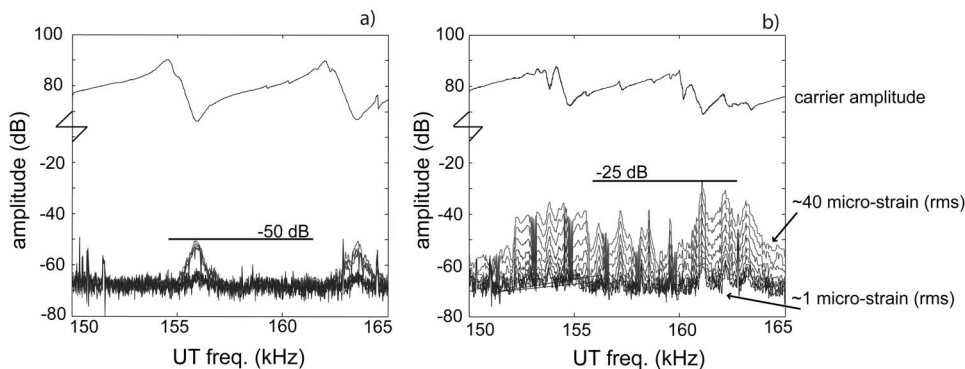 a)
100
80
-20
-40
-60
-80
amplitude (dB)
-50 dB
150
155
160
165
UT freq. (kHz)
b)
100
80
-20
-40
-60
-80
amplitude (dB)
-25 dB
150
155
160
165
UT freq. (kHz)
carrier amplitude
~40 micro-strain (rms)
~1 micro-strain (rms)